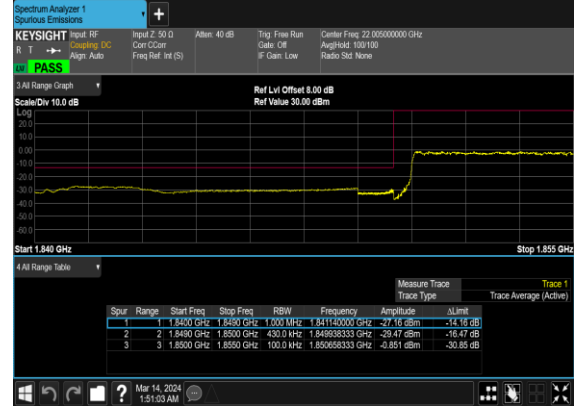 Spectrum Analyzer 1
Spurious Emissions
KEYSIGHT Input: RF
R T Coupling: DC
Align: Auto
Input Z: 50 Ω
Corr CCorr
Freq Ref: Int (S)
Atten: 40 dB
Trig: Free Run
Gate: Off
IF Gain: Low
Center Freq: 22.005000000 GHz
Avg|Hold: 100/100
Radio Std: None
PASS
3 All Range Graph
Ref Lvl Offset 8.00 dB
Scale/Div 10.0 dB
Ref Value 30.00 dBm
Log
20.0
10.0
0.00
-10.0
-20.0
-30.0
-40.0
-50.0
-60.0
Start 1.840 GHz
Stop 1.855 GHz
4 All Range Table
Measure Trace Trace 1
Trace Type Trace Average (Active)
Spur Range Start Freq Stop Freq RBW Frequency Amplitude ΔLimit
1 1 1.8400 GHz 1.8490 GHz 1.000 MHz 1.841140000 GHz -27.16 dBm -14.16 dB
2 2 1.8490 GHz 1.8500 GHz 430.0 kHz 1.849938333 GHz -29.47 dBm -16.47 dB
3 3 1.8500 GHz 1.8550 GHz 100.0 kHz 1.850658333 GHz -0.851 dBm -30.85 dB
Mar 14, 2024
1:51:03 AM